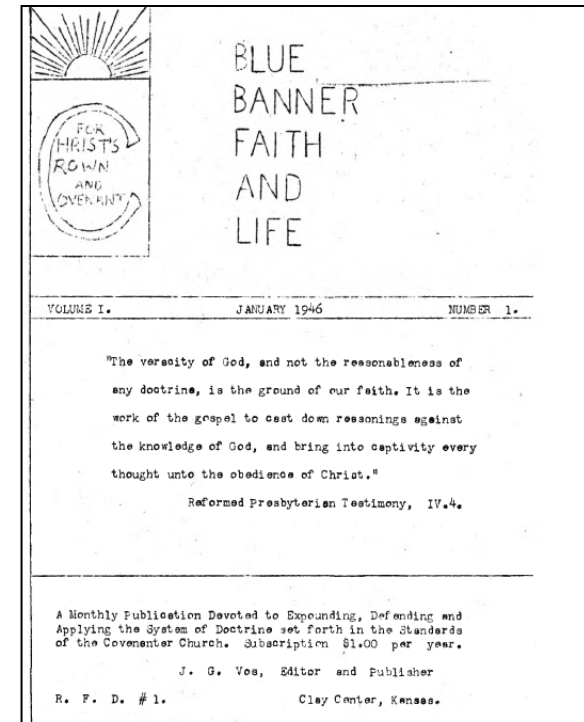 FOR
CHRIST'S
CROWN
AND
COVENANT
BLUE
BANNER
FAITH
AND
LIFE
VOLUME I. JANUARY 1946 NUMBER 1.
"The veracity of God, and not the reasonableness of
any doctrine, is the ground of our faith. It is the
work of the gospel to cast down reasonings against
the knowledge of God, and bring into captivity every
thought unto the obedience of Christ."
Reformed Presbyterian Testimony, IV.4.
A Monthly Publication Devoted to Expounding, Defending and
Applying the System of Doctrine set forth in the Standards
of the Covenanter Church. Subscription $1.00 per year.
J. G. Vos, Editor and Publisher
R. F. D. # 1. Clay Center, Kansas.